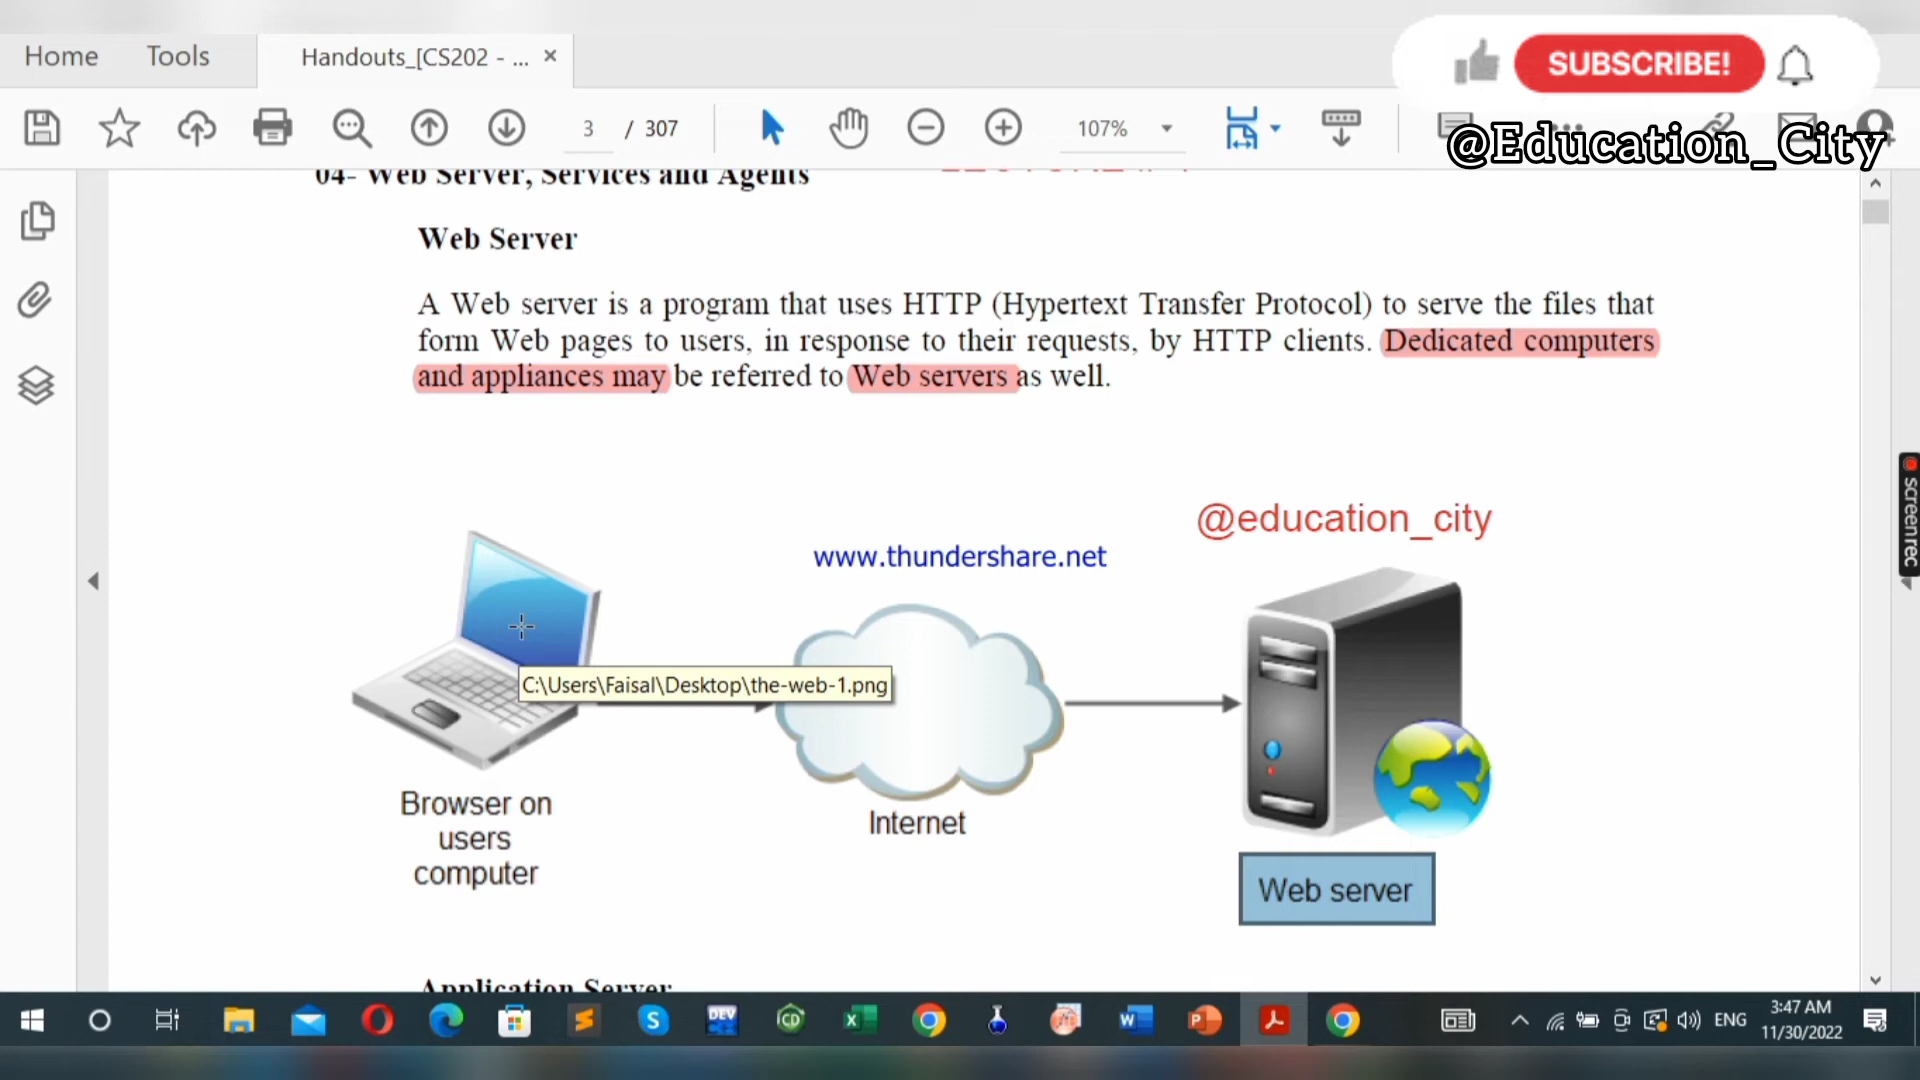 Home
Tools
Handouts_[CS202 - ...
SUBSCRIBE!
3 / 307
107%
@Education_City
04- Web Server, Services and Agents
Web Server
A Web server is a program that uses HTTP (Hypertext Transfer Protocol) to serve the files that
form Web pages to users, in response to their requests, by HTTP clients. Dedicated computers
and appliances may be referred to Web servers as well.
@education_city
www.thundershare.net
screenrec
C:\Users\Faisal\Desktop\the-web-1.png
Browser on
users
computer
Internet
Web server
Application Server
DEV
CD
ENG
3:47 AM
11/30/2022